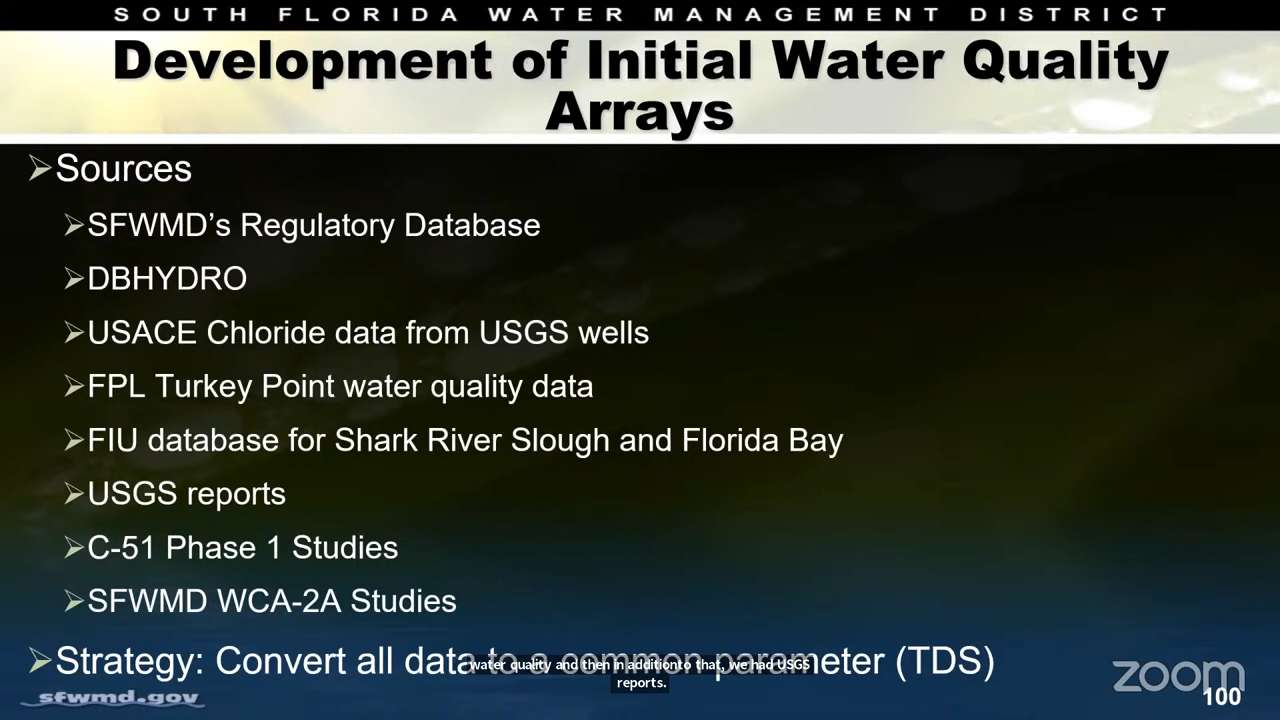 SOUTH FLORIDA WATER MANAGEMENT DISTRICT
Development of Initial Water Quality
Arrays
Sources
SFWMD's Regulatory Database
DBHYDRO
USACE Chloride data from USGS wells
FPL Turkey Point water quality data
FIU database for Shark River Slough and Florida Bay
USGS reports
C-51 Phase 1 Studies
SFWMD WCA-2A Studies
Strategy: Convert all data to a common parameter (TDS)
water quality and then in additionto that, we had USGS
reports.
sfwmd.gov
zoom
100